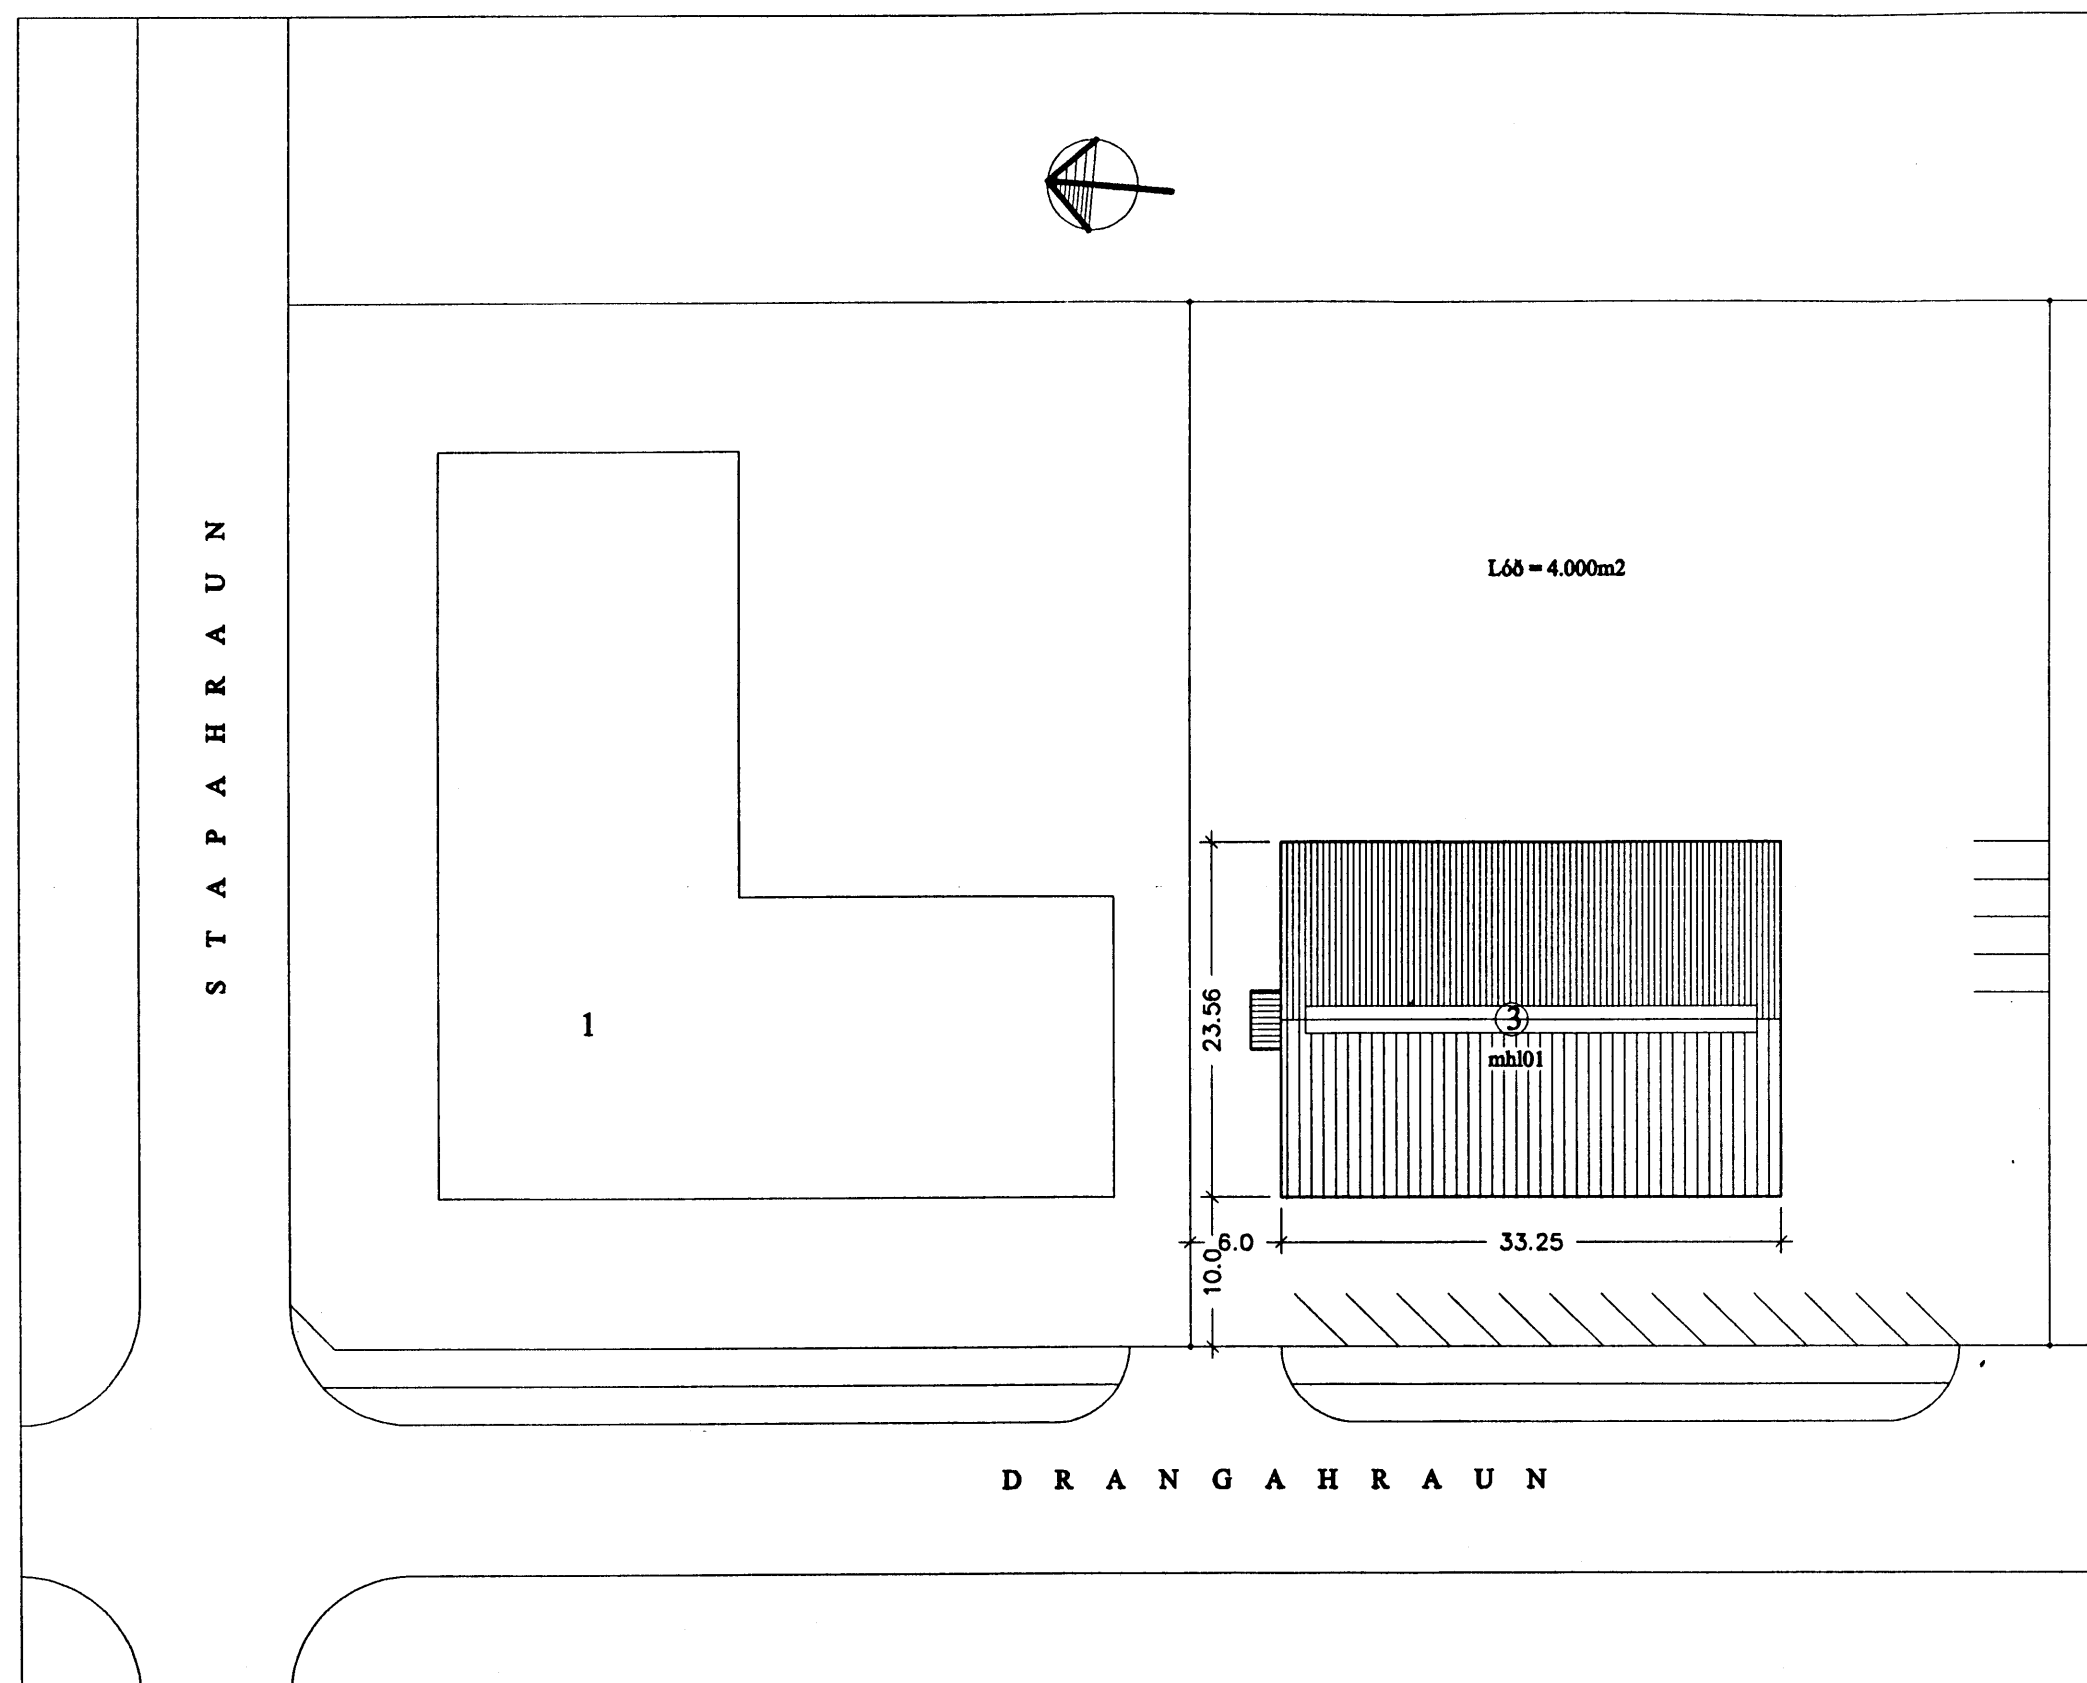 STAPAHRAUN
Lóð = 4.000m2
1
23.56
3
mhl01
6.0
33.25
10.0
DRANGAHRAUN